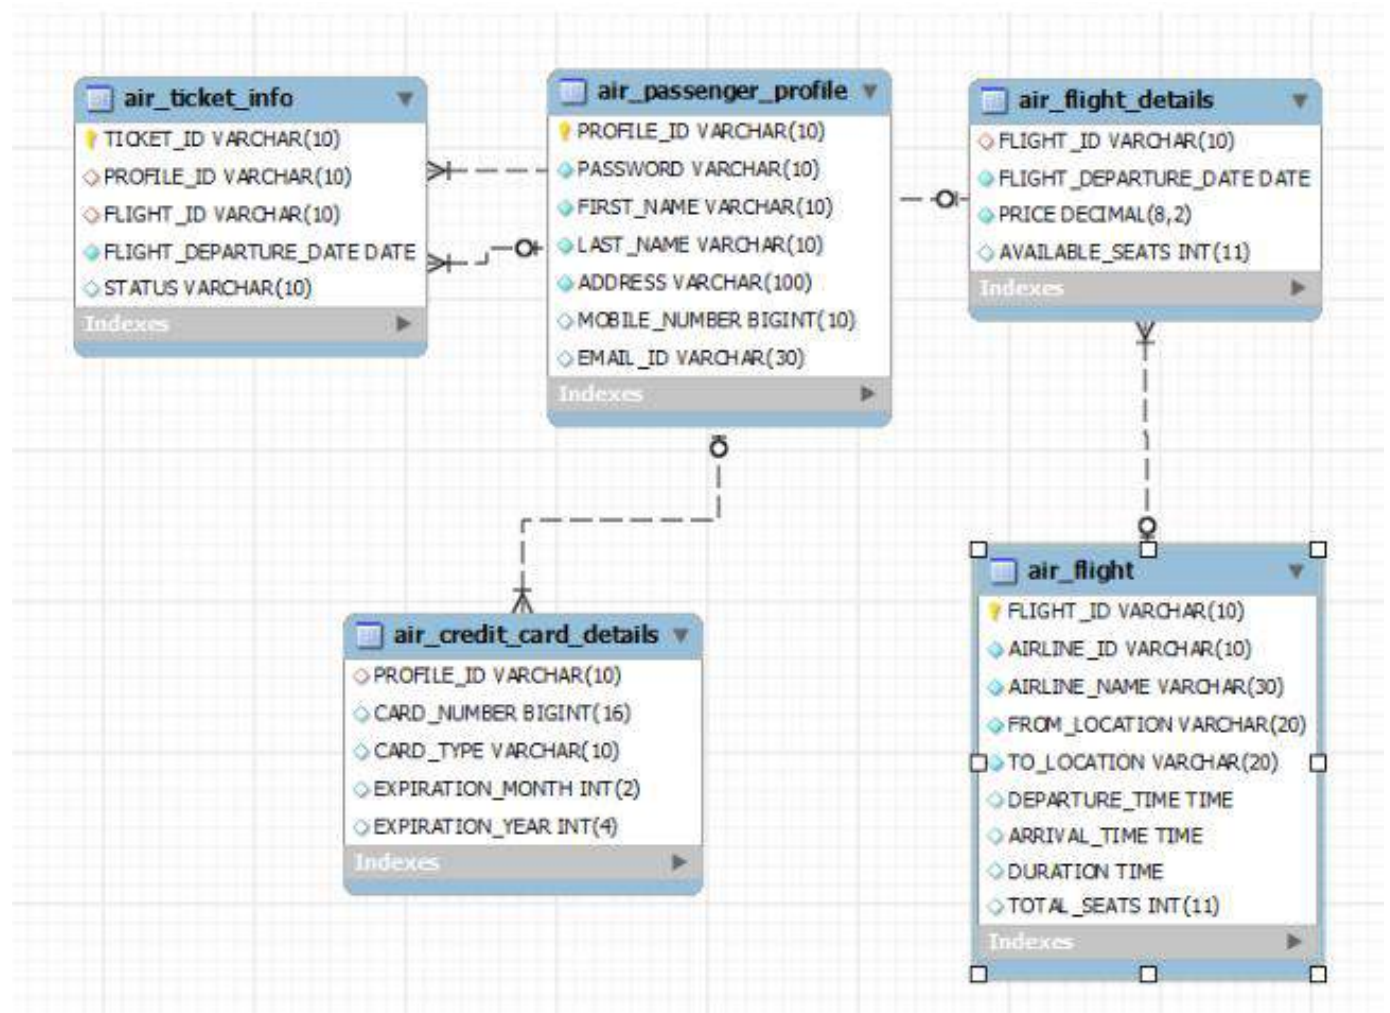 air_ticket_info
TICKET_ID VARCHAR(10)
PROFILE_ID VARCHAR(10)
FLIGHT_ID VARCHAR(10)
FLIGHT_DEPARTURE_DATE DATE
STATUS VARCHAR(10)
Indexes
air_passenger_profile
PROFILE_ID VARCHAR(10)
PASSWORD VARCHAR(10)
FIRST_NAME VARCHAR(10)
LAST_NAME VARCHAR(10)
ADDRESS VARCHAR(100)
MOBILE_NUMBER BIGINT(10)
EMAIL_ID VARCHAR(30)
Indexes
air_flight_details
FLIGHT_ID VARCHAR(10)
FLIGHT_DEPARTURE_DATE DATE
PRICE DECIMAL(8,2)
AVAILABLE_SEATS INT(11)
Indexes
air_credit_card_details
PROFILE_ID VARCHAR(10)
CARD_NUMBER BIGINT(16)
CARD_TYPE VARCHAR(10)
EXPIRATION_MONTH INT(2)
EXPIRATION_YEAR INT(4)
Indexes
air_flight
FLIGHT_ID VARCHAR(10)
AIRLINE_ID VARCHAR(10)
AIRLINE_NAME VARCHAR(30)
FROM_LOCATION VARCHAR(20)
TO_LOCATION VARCHAR(20)
DEPARTURE_TIME TIME
ARRIVAL_TIME TIME
DURATION TIME
TOTAL_SEATS INT(11)
Indexes